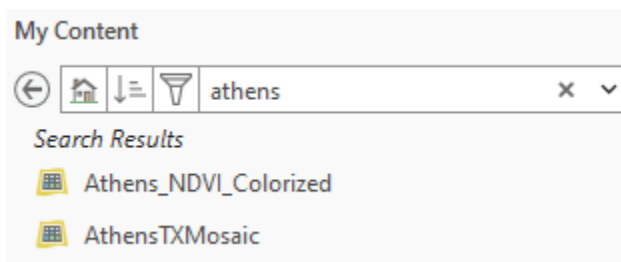 My Content
athens
Search Results
Athens_NDVI_Colorized
AthensTXMosaic